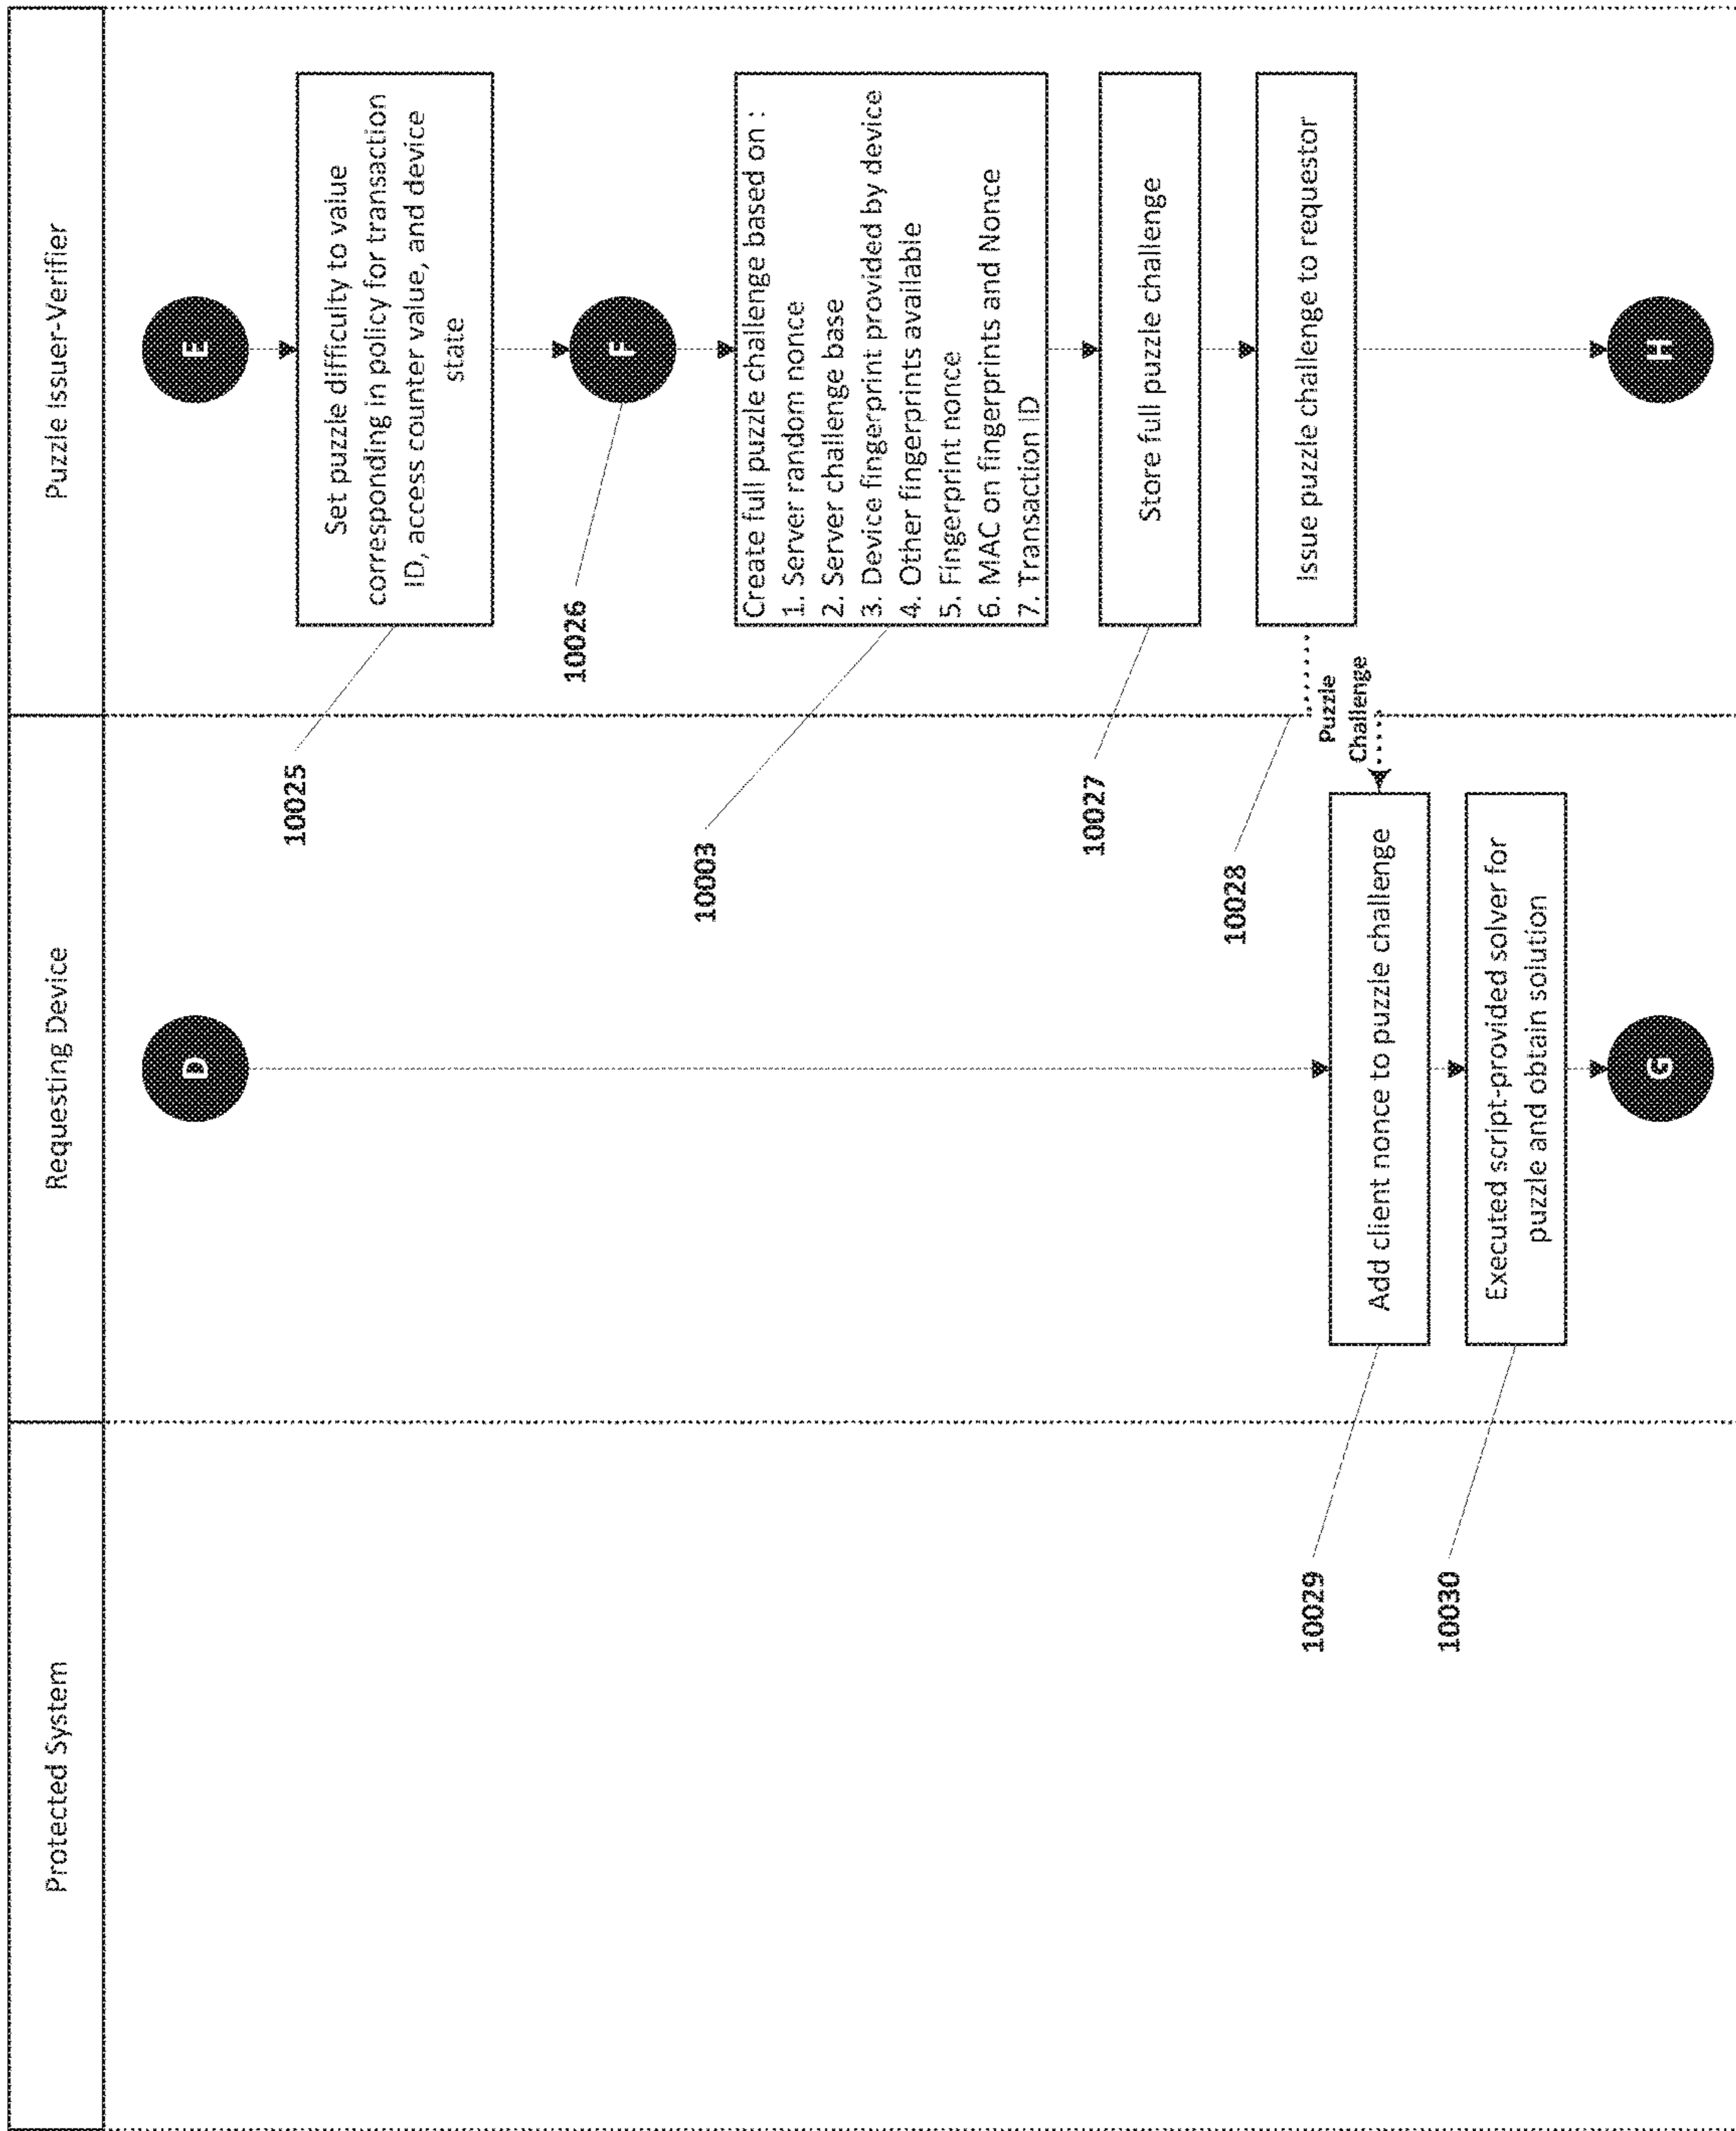 Protected System
Requesting Device
Puzzle Issuer-Verifier
D
E
Set puzzle difficulty to value
corresponding in policy for transaction
ID, access counter value, and device
state
10025
F
10026
Create full puzzle challenge based on :
1. Server random nonce
2. Server challenge base
3. Device fingerprint provided by device
4. Other fingerprints available
5. Fingerprint nonce
6. MAC on fingerprints and Nonce
7. Transaction ID
10003
Store full puzzle challenge
10027
Issue puzzle challenge to requestor
10028
Puzzle
Challenge
Add client nonce to puzzle challenge
10029
Executed script-provided solver for
puzzle and obtain solution
10030
G
H